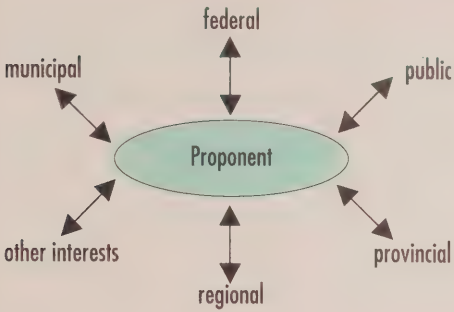 federal
municipal
public
Proponent
other interests
provincial
regional